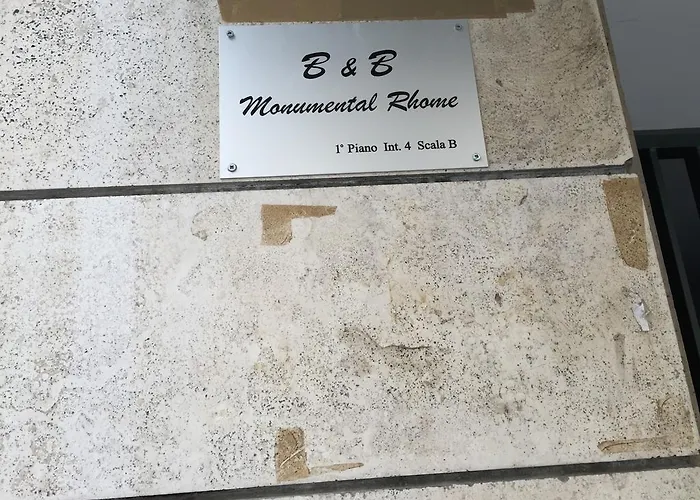 B & B
Monumental Rhome
1° Piano Int. 4 Scala B